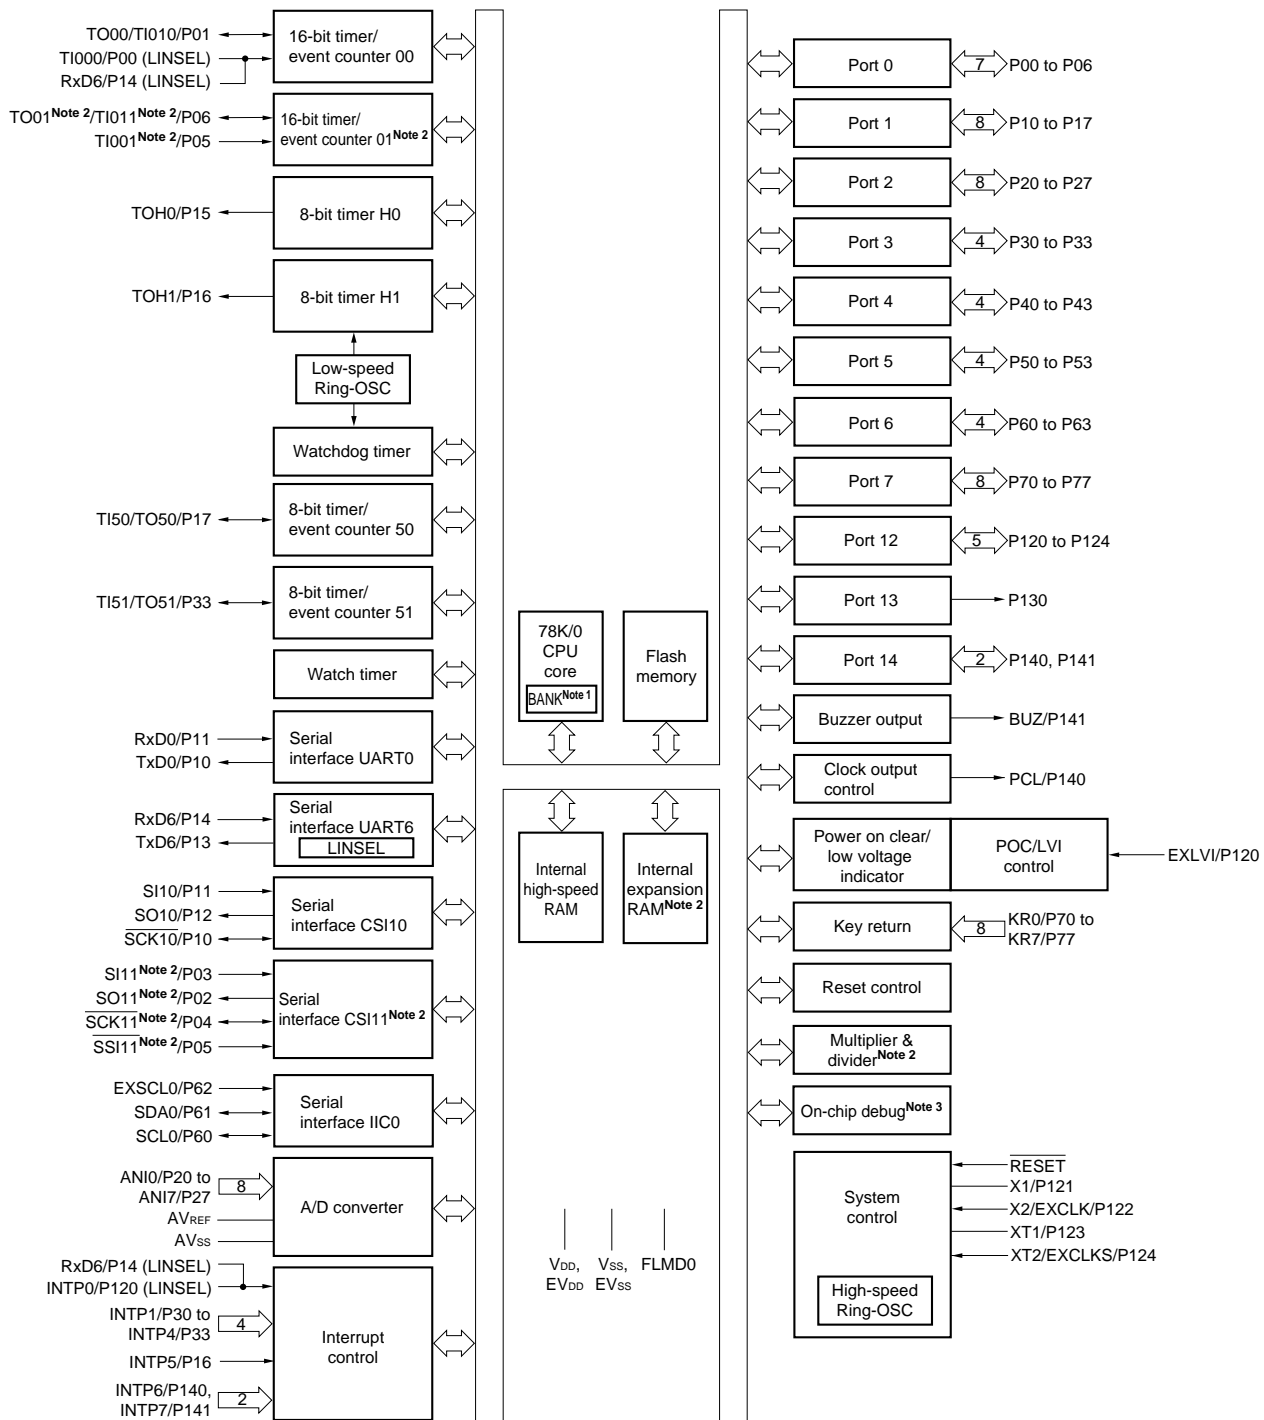 TO00/TI010/P01
TI000/P00 (LINSEL)
RxD6/P14 (LINSEL)
16-bit timer/
event counter 00
TO01Note 2/TI011Note 2/P06
TI001Note 2/P05
16-bit timer/
event counter 01Note 2
TOH0/P15
8-bit timer H0
TOH1/P16
8-bit timer H1
Low-speed
Ring-OSC
Watchdog timer
TI50/TO50/P17
8-bit timer/
event counter 50
TI51/TO51/P33
8-bit timer/
event counter 51
Watch timer
RxD0/P11
TxD0/P10
Serial
interface UART0
RxD6/P14
TxD6/P13
Serial
interface UART6
LINSEL
SI10/P11
SO10/P12
SCK10/P10
Serial
interface CSI10
SI11Note 2/P03
SO11Note 2/P02
SCK11Note 2/P04
SSI11Note 2/P05
Serial
interface CSI11Note 2
EXSCL0/P62
SDA0/P61
SCL0/P60
Serial
interface IIC0
ANI0/P20 to
ANI7/P27
8
AVREF
AVSS
A/D converter
RxD6/P14 (LINSEL)
INTP0/P120 (LINSEL)
INTP1/P30 to
INTP4/P33
4
INTP5/P16
INTP6/P140,
INTP7/P141
2
Interrupt
control
78K/0
CPU
core
BANKNote 1
Flash
memory
Internal
high-speed
RAM
Internal
expansion
RAMNote 2
VDD,
EVDD
VSS,
EVSS
FLMD0
Port 0
7
P00 to P06
Port 1
8
P10 to P17
Port 2
8
P20 to P27
Port 3
4
P30 to P33
Port 4
4
P40 to P43
Port 5
4
P50 to P53
Port 6
4
P60 to P63
Port 7
8
P70 to P77
Port 12
5
P120 to P124
Port 13
P130
Port 14
2
P140, P141
Buzzer output
BUZ/P141
Clock output
control
PCL/P140
Power on clear/
low voltage
indicator
POC/LVI
control
EXLVI/P120
Key return
8
KR0/P70 to
KR7/P77
Reset control
Multiplier &
dividerNote 2
On-chip debugNote 3
System
control
High-speed
Ring-OSC
RESET
X1/P121
X2/EXCLK/P122
XT1/P123
XT2/EXCLKS/P124